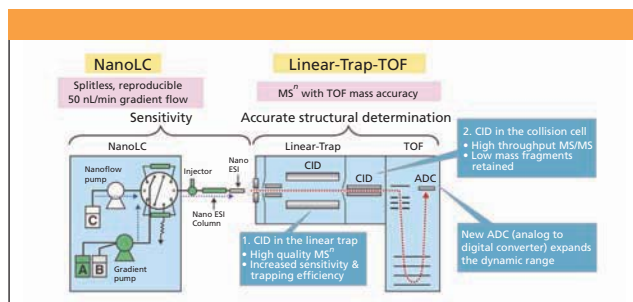 NanoLC
Linear-Trap-TOF
Splitless, reproducible
50 nL/min gradient flow
MSⁿ with TOF mass accuracy
Sensitivity
Accurate structural determination
NanoLC
Linear-Trap
TOF
2. CID in the collision cell
• High throughput MS/MS
• Low mass fragments
retained
Nanoflow
pump
Injector
Nano
ESI
CID
CID
ADC
C
Nano ESI
Column
A
B
Gradient
pump
1. CID in the linear trap
• High quality MSⁿ
• Increased sensitivity &
trapping efficiency
New ADC (analog to
digital converter) expands
the dynamic range